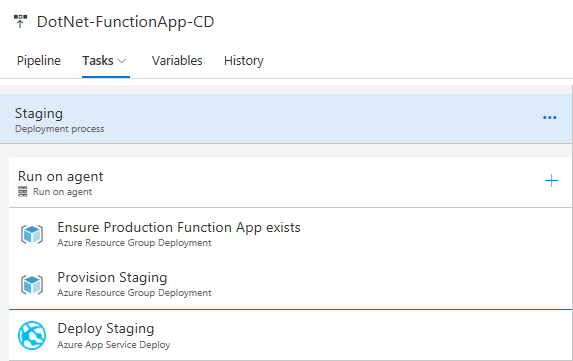 DotNet-FunctionApp-CD
Pipeline Tasks Variables History
Staging
Deployment process
Run on agent
Run on agent
Ensure Production Function App exists
Azure Resource Group Deployment
Provision Staging
Azure Resource Group Deployment
Deploy Staging
Azure App Service Deploy